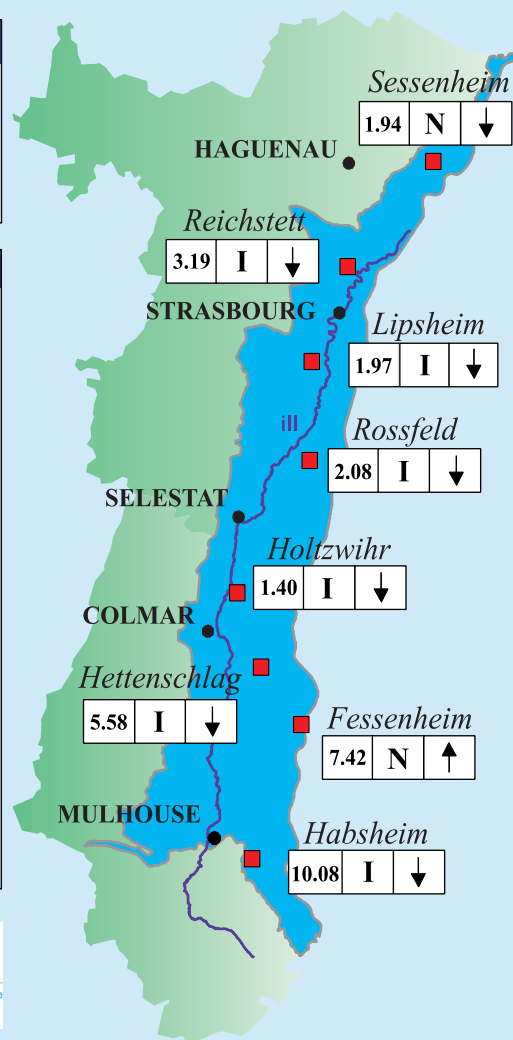 Sessenheim
1.94 N ↓
HAGUENAU
Reichstett
3.19 I ↓
STRASBOURG
Lipsheim
1.97 I ↓
ill
Rossfeld
2.08 I ↓
SELESTAT
Holtzwihr
1.40 I ↓
COLMAR
Hettenschlag
5.58 I ↓
Fessenheim
7.42 N ↑
MULHOUSE
Habsheim
10.08 I ↓
e